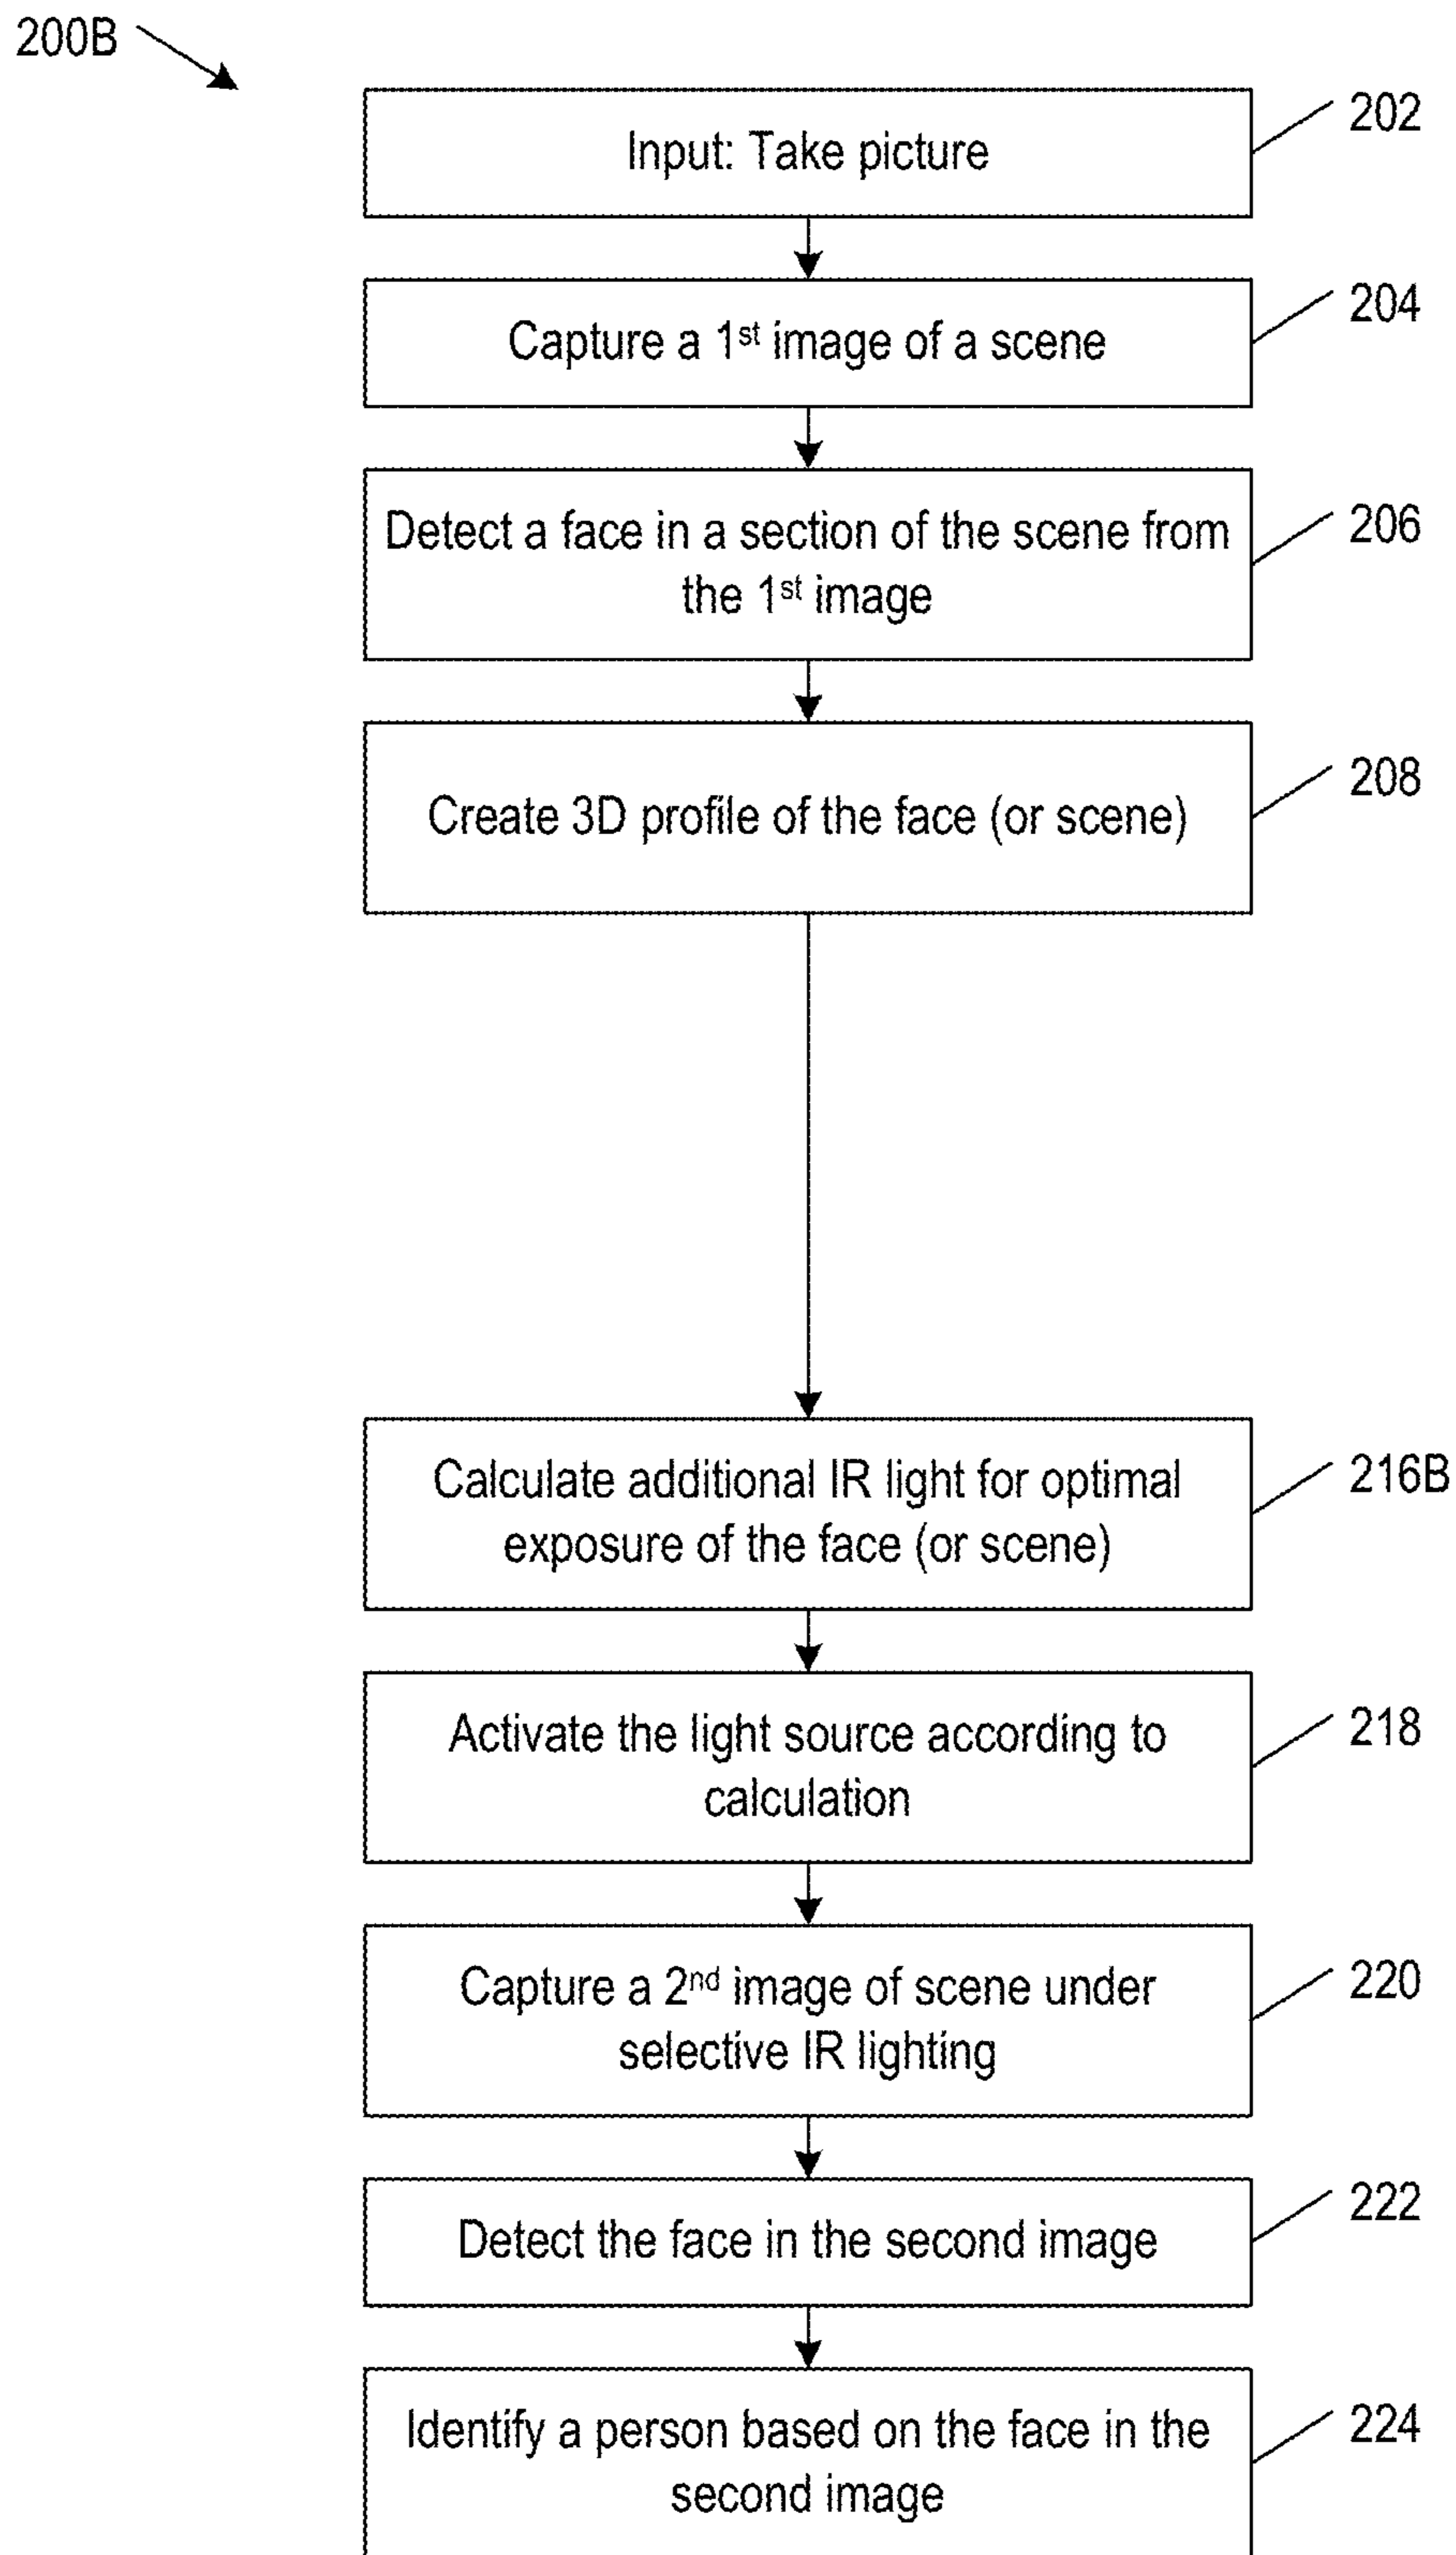 200B
Input: Take picture
202
Capture a 1st image of a scene
204
Detect a face in a section of the scene from
the 1st image
206
Create 3D profile of the face (or scene)
208
Calculate additional IR light for optimal
exposure of the face (or scene)
216B
Activate the light source according to
calculation
218
Capture a 2nd image of scene under
selective IR lighting
220
Detect the face in the second image
222
Identify a person based on the face in the
second image
224